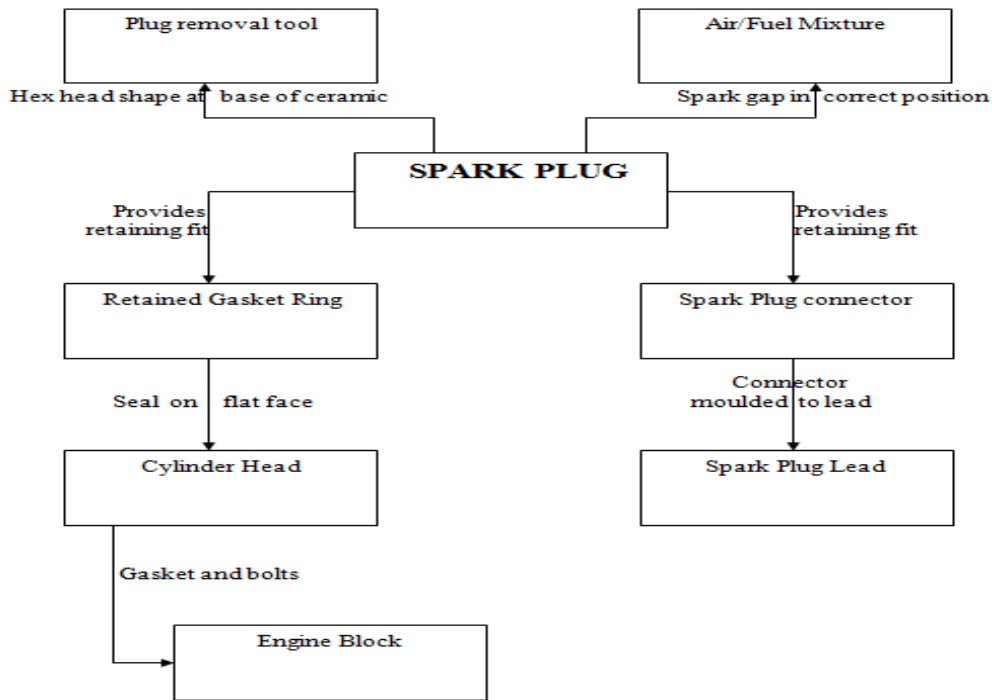 Plug removal tool
Air/Fuel Mixture
Hex head shape at base of ceramic
Spark gap in correct position
SPARK PLUG
Provides
retaining fit
Provides
retaining fit
Retained Gasket Ring
Spark Plug connector
Seal on flat face
Connector
moulded to lead
Cylinder Head
Spark Plug Lead
Gasket and bolts
Engine Block